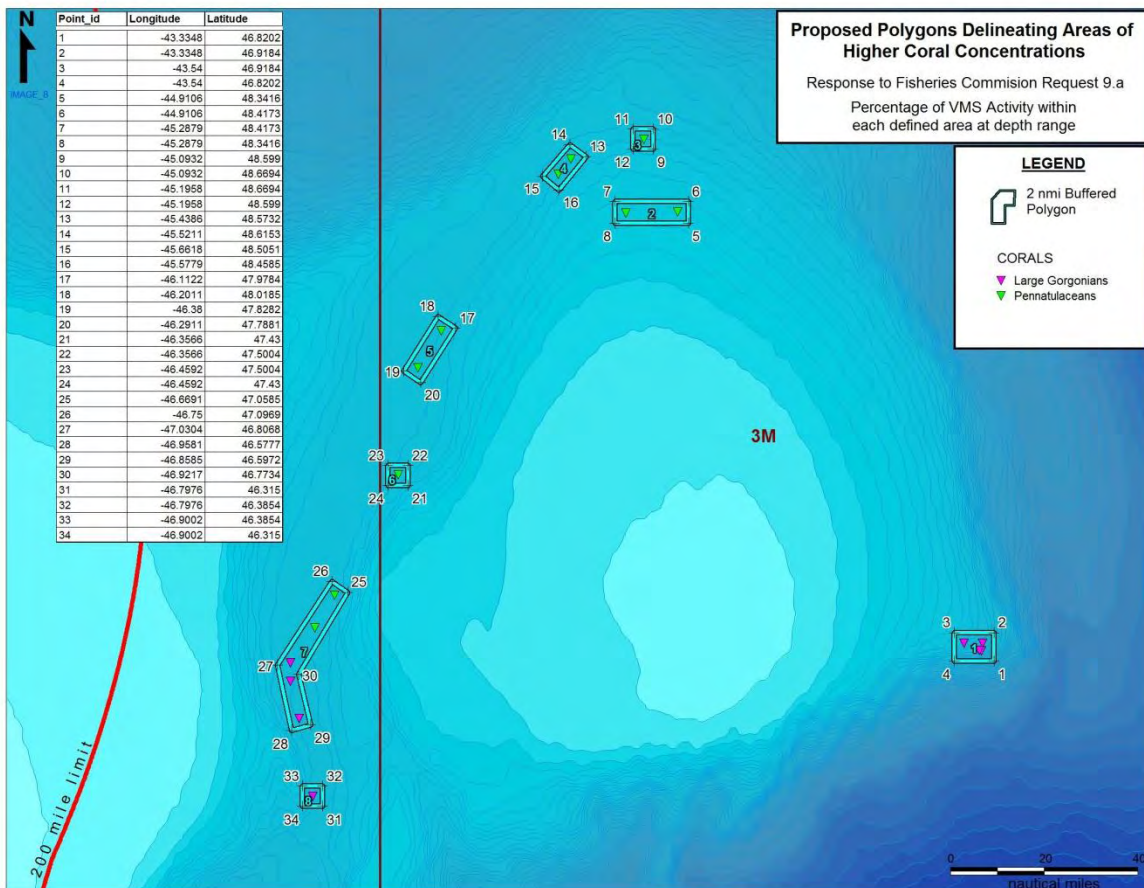 N
IMAGE_B
Point_id Longitude Latitude
1 -43.3348 46.8202
2 -43.3348 46.9184
3 -43.54 46.9184
4 -43.54 46.8202
5 -44.9106 48.3416
6 -44.9106 48.4173
7 -45.2879 48.4173
8 -45.2879 48.3416
9 -45.0932 48.599
10 -45.0932 48.6694
11 -45.1958 48.6694
12 -45.1958 48.599
13 -45.4386 48.5732
14 -45.5211 48.6153
15 -45.6618 48.5051
16 -45.5779 48.4585
17 -46.1122 47.9784
18 -46.2011 48.0185
19 -46.38 47.8282
20 -46.2911 47.7881
21 -46.3566 47.43
22 -46.3566 47.5004
23 -46.4592 47.5004
24 -46.4592 47.43
25 -46.6691 47.0585
26 -46.75 47.0969
27 -47.0304 46.8068
28 -46.9581 46.5777
29 -46.8585 46.5972
30 -46.9217 46.7734
31 -46.7976 46.315
32 -46.7976 46.3854
33 -46.9002 46.3854
34 -46.9002 46.315
Proposed Polygons Delineating Areas of
Higher Coral Concentrations
Response to Fisheries Commision Request 9.a
Percentage of VMS Activity within
each defined area at depth range
LEGEND
2 nmi Buffered
Polygon
CORALS
Large Gorgonians
Pennatulaceans
11 10
3
12 9
14
13
4
15
16
7 6
2
8 5
18
17
5
19
20
3M
23 22
6
24 21
26
25
7
27
30
28
29
3 2
1
4 1
33 32
8
34 31
200 mile limit
0 20 40
nautical miles